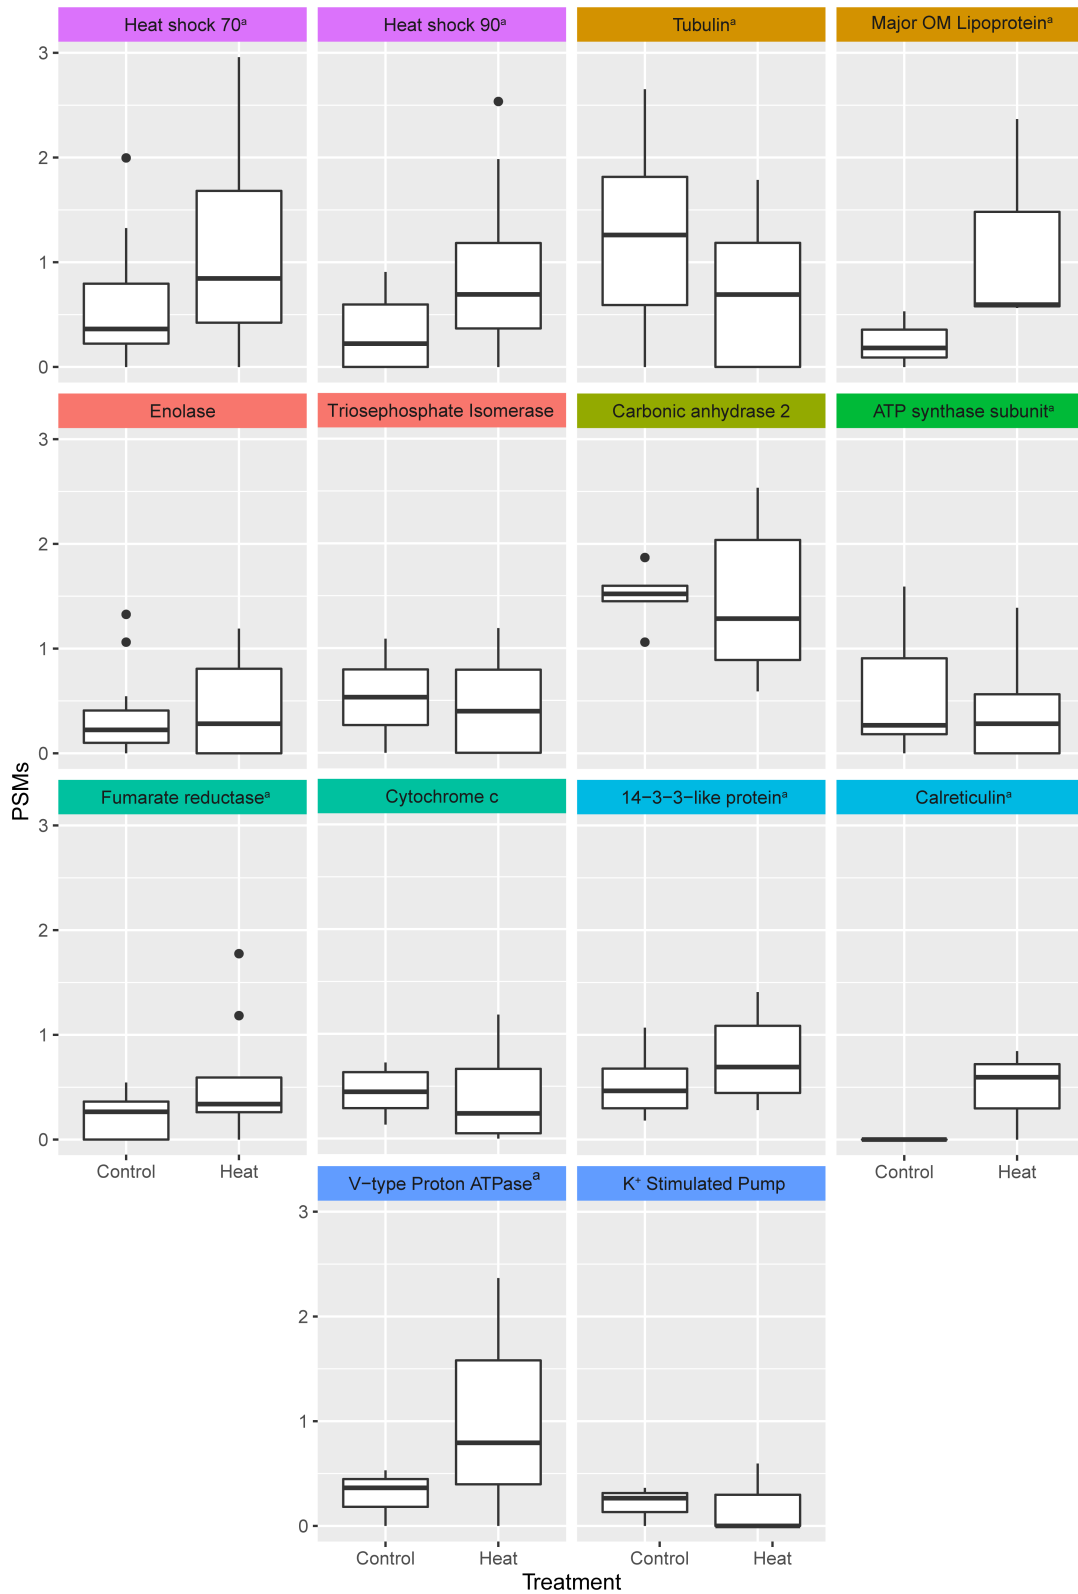 Heat shock 70ᵃ
Heat shock 90ᵃ
Tubulinᵃ
Major OM Lipoproteinᵃ
3
2
1
0
Enolase
Triosephosphate Isomerase
Carbonic anhydrase 2
ATP synthase subunitᵃ
3
2
1
0
PSMs
Fumarate reductaseᵃ
Cytochrome c
14−3−3−like proteinᵃ
Calreticulinᵃ
3
2
1
0
Control Heat
Control Heat
V−type Proton ATPaseᵃ
K⁺ Stimulated Pump
3
2
1
0
Control Heat
Control Heat
Treatment